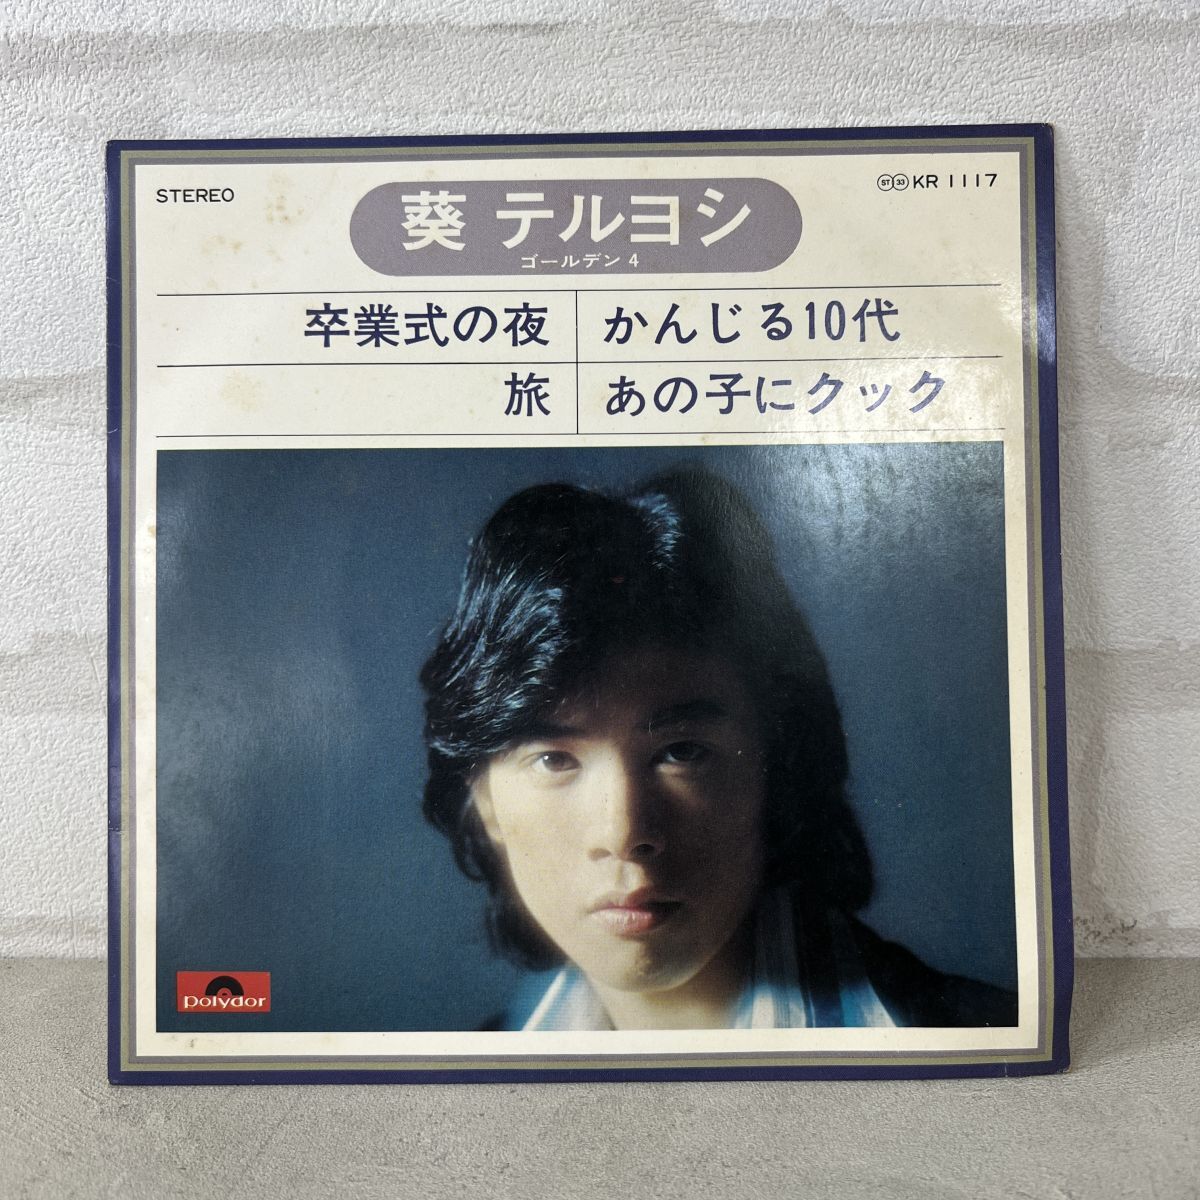 STEREO
ST 33 KR 1117
葵 テルヨシ
ゴールデン 4
卒業式の夜
かんじる10代
旅
あの子にクック
polydor